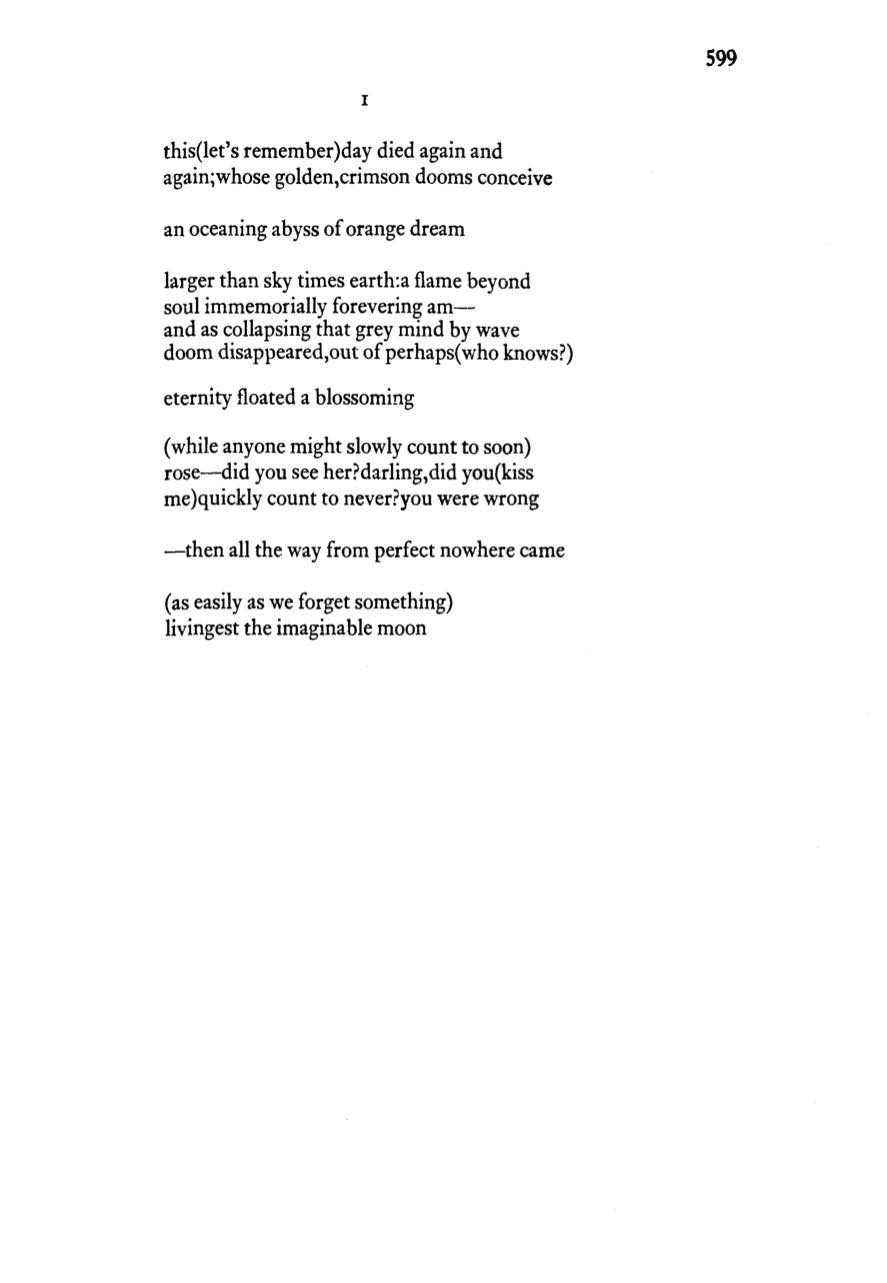 599
I
this(let's remember)day died again and
again;whose golden,crimson dooms conceive
an oceaning abyss of orange dream
larger than sky times earth:a flame beyond
soul immemorially forevering am—
and as collapsing that grey mind by wave
doom disappeared,out of perhaps(who knows?)
eternity floated a blossoming
(while anyone might slowly count to soon)
rose—did you see her?darling,did you(kiss
me)quickly count to never?you were wrong
—then all the way from perfect nowhere came
(as easily as we forget something)
livingest the imaginable moon